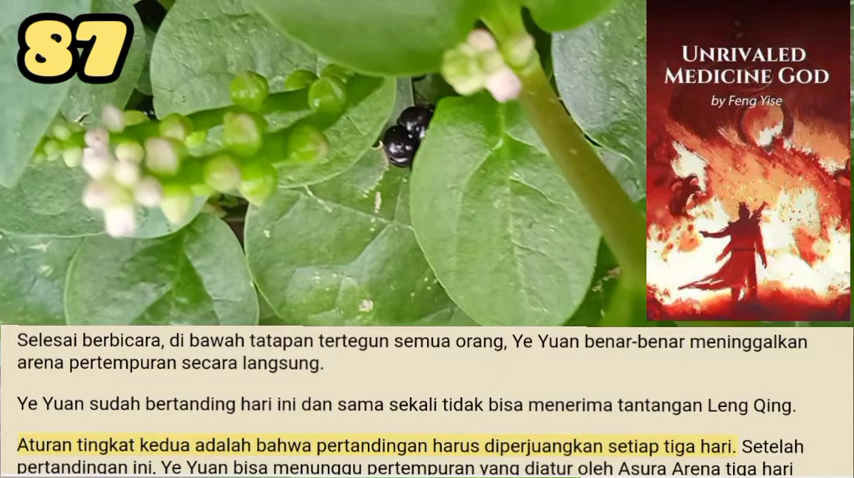 87
UNRIVALED
MEDICINE GOD
by Feng Yise
Selesai berbicara, di bawah tatapan tertegun semua orang, Ye Yuan benar-benar meninggalkan
arena pertempuran secara langsung.
Ye Yuan sudah bertanding hari ini dan sama sekali tidak bisa menerima tantangan Leng Qing.
Aturan tingkat kedua adalah bahwa pertandingan harus diperjuangkan setiap tiga hari. Setelah
pertandingan ini, Ye Yuan bisa menunggu pertempuran yang diatur oleh Asura Arena tiga hari